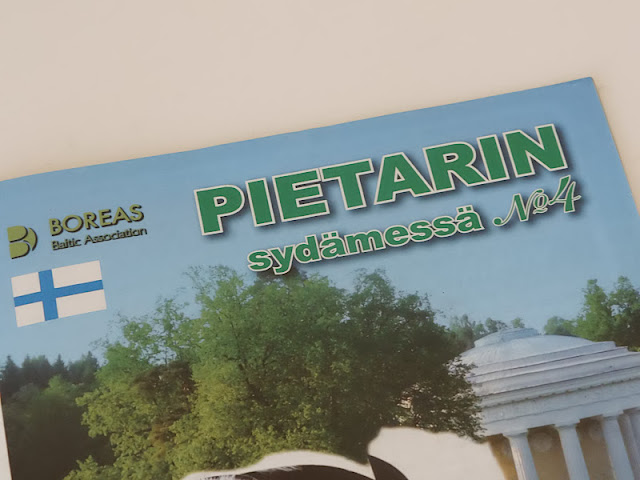 BOREAS
Baltic Association
PIETARIN
sydämessä №4